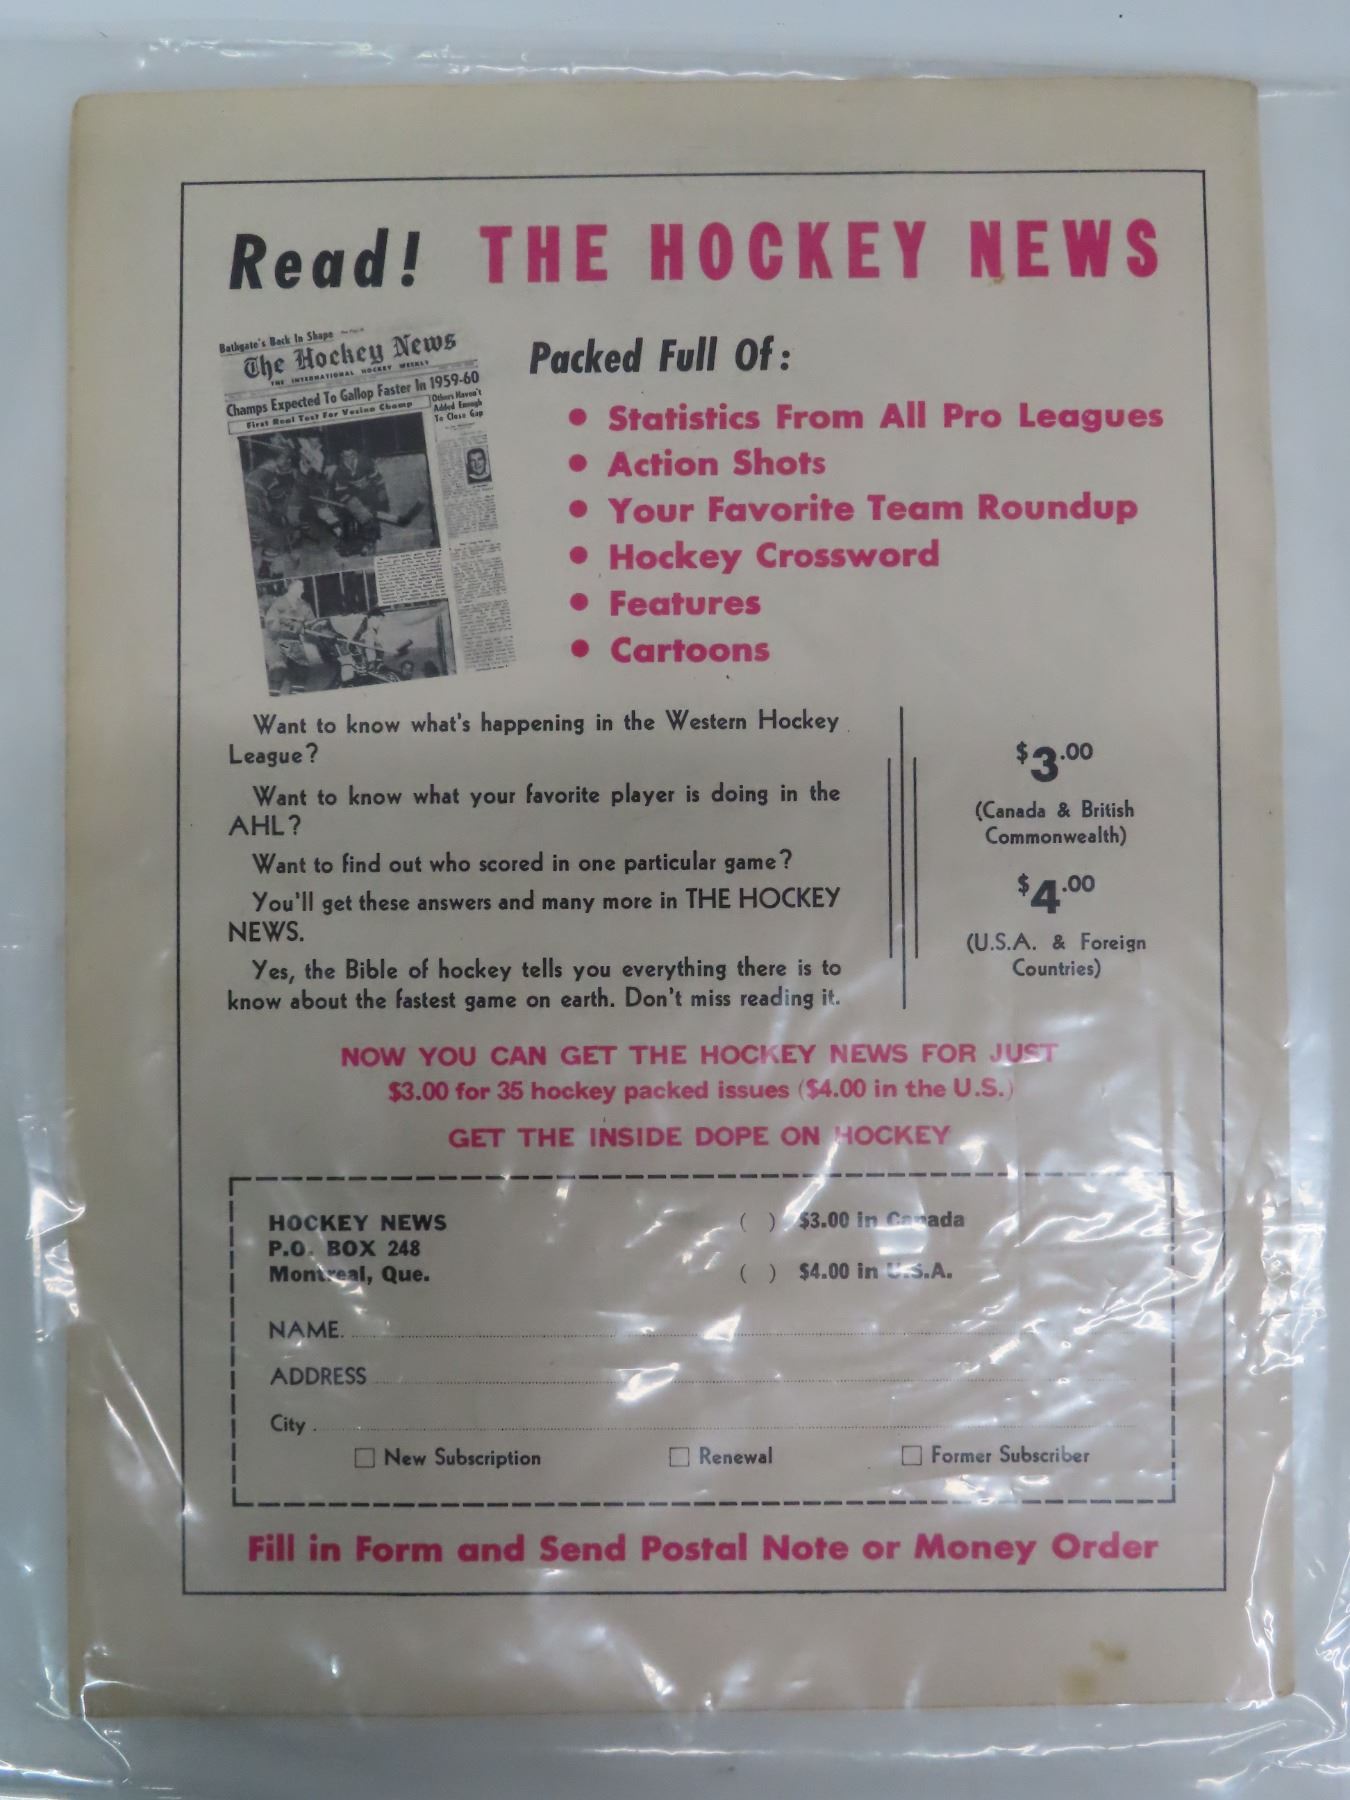 Read! THE HOCKEY NEWS
Bathgate's Back In Shape
The Hockey News
THE INTERNATIONAL HOCKEY WEEKLY
Champs Expected To Gallop Faster In 1959-60
First Real Test For Vezina Champ
Others Haven't
Added Enough
To Close Gap
Packed Full Of:
• Statistics From All Pro Leagues
• Action Shots
• Your Favorite Team Roundup
• Hockey Crossword
• Features
• Cartoons
Want to know what's happening in the Western Hockey
League?
Want to know what your favorite player is doing in the
AHL?
Want to find out who scored in one particular game?
You'll get these answers and many more in THE HOCKEY
NEWS.
Yes, the Bible of hockey tells you everything there is to
know about the fastest game on earth. Don't miss reading it.
$3.00
(Canada & British
Commonwealth)
$4.00
(U.S.A. & Foreign
Countries)
NOW YOU CAN GET THE HOCKEY NEWS FOR JUST
$3.00 for 35 hockey packed issues ($4.00 in the U.S.)
GET THE INSIDE DOPE ON HOCKEY
HOCKEY NEWS
P.O. BOX 248
Montreal, Que.
( ) $3.00 in Canada
( ) $4.00 in U.S.A.
NAME
ADDRESS
City
□ New Subscription □ Renewal □ Former Subscriber
Fill in Form and Send Postal Note or Money Order